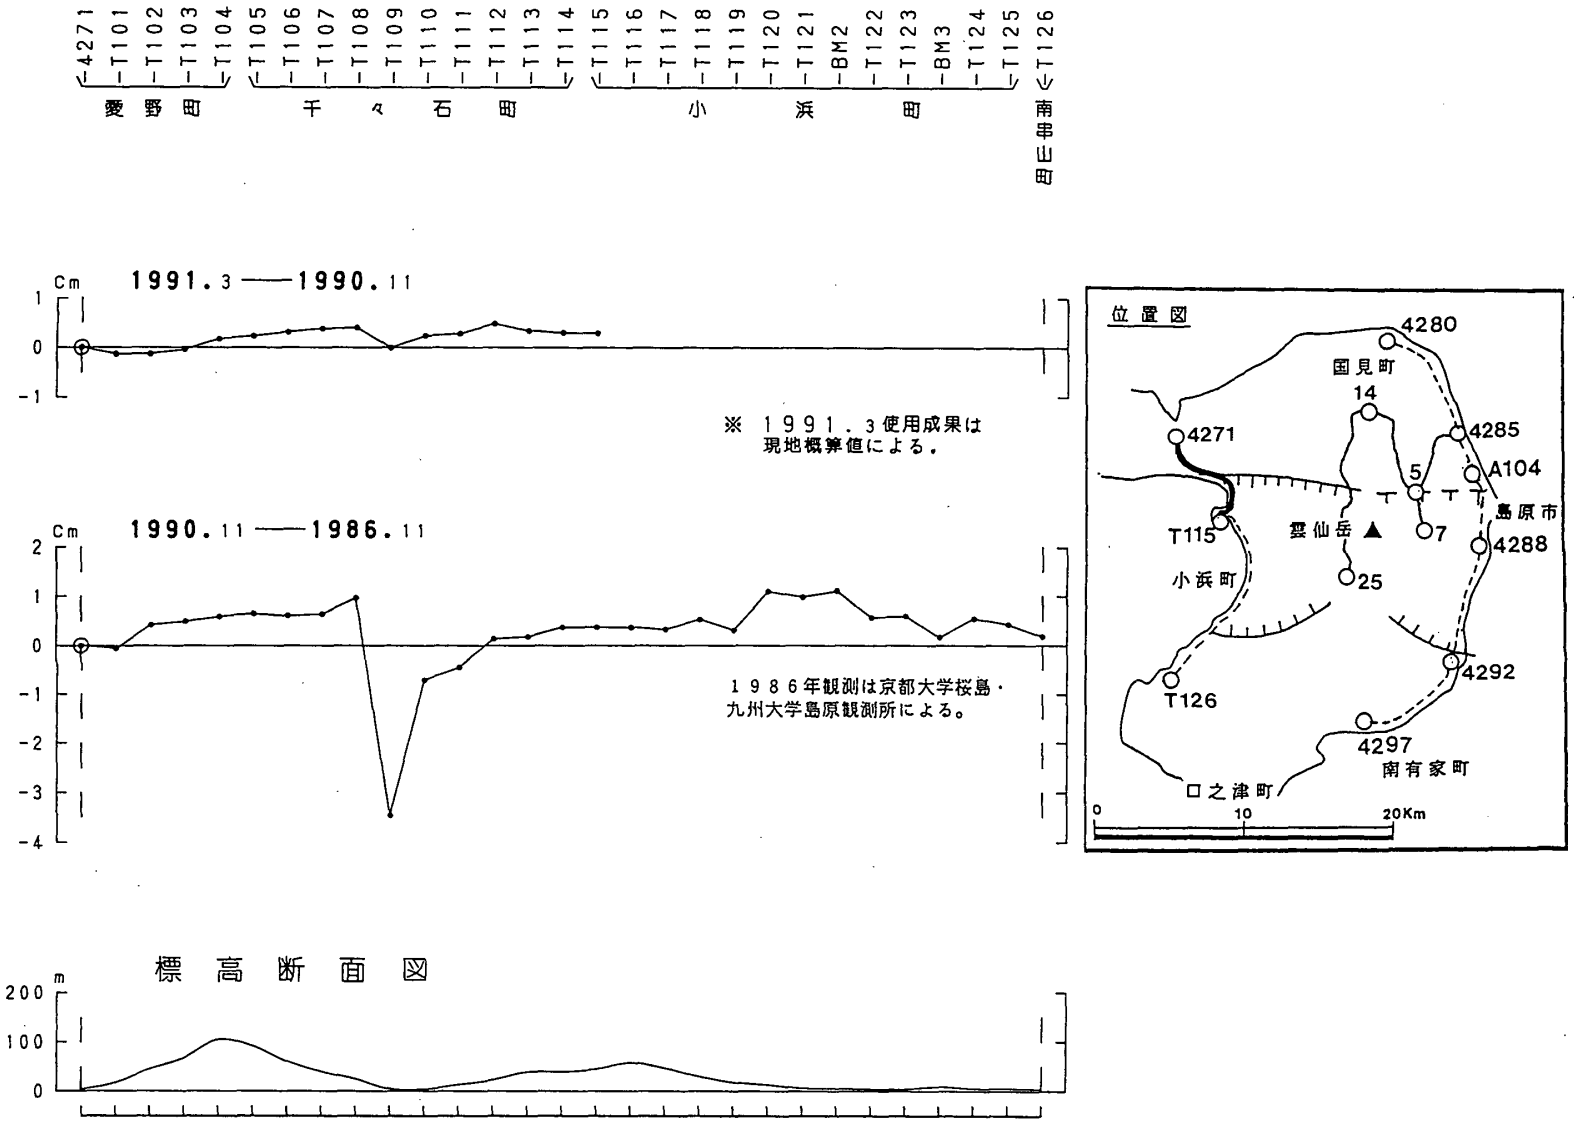 4271
T101
T102
T103
T104
T105
T106
T107
T108
T109
T110
T111
T112
T113
T114
T115
T116
T117
T118
T119
T120
T121
BM2
T122
T123
BM3
T124
T125
T126
愛野町
千々石町
小浜町
南串山町
Cm
1991.3 — 1990.11
1
0
-1
※ 1991.3使用成果は
現地概算値による.
Cm
1990.11 — 1986.11
2
1
0
-1
-2
-3
-4
1986年観測は京都大学桜島・
九州大学島原観測所による。
標高断面図
m
200
100
0
位置図
4280
国見町
14
4271
4285
5
A104
島原市
T115
雲仙岳
7
4288
小浜町
25
4292
T126
4297
南有家町
口之津町
0
10
20Km